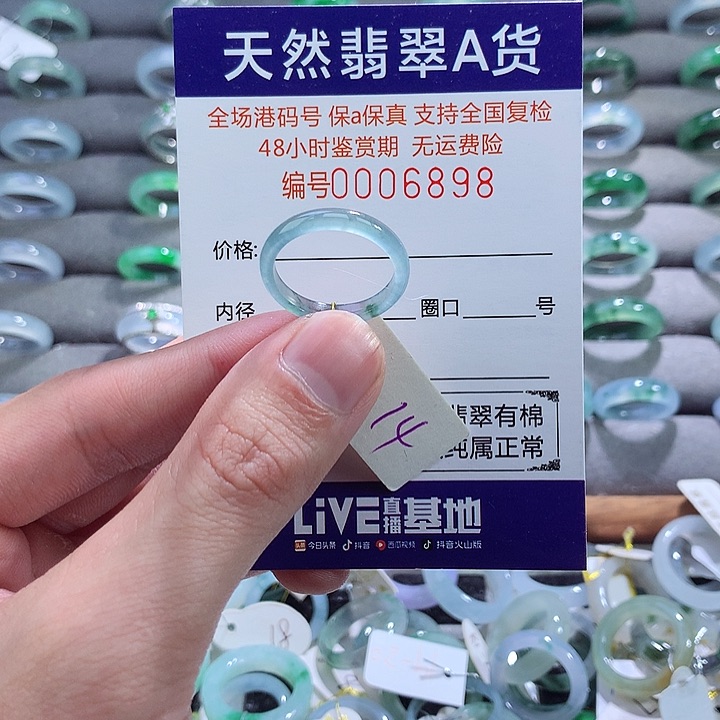 天然翡翠A货
全场港码号 保a保真 支持全国复检
48小时鉴赏期 无运费险
编号0006898
价格:
内径 圈口 号
翡翠有棉
纯属正常
14
LiVE直播基地
今日头条 抖音 西瓜视频 抖音火山版
18